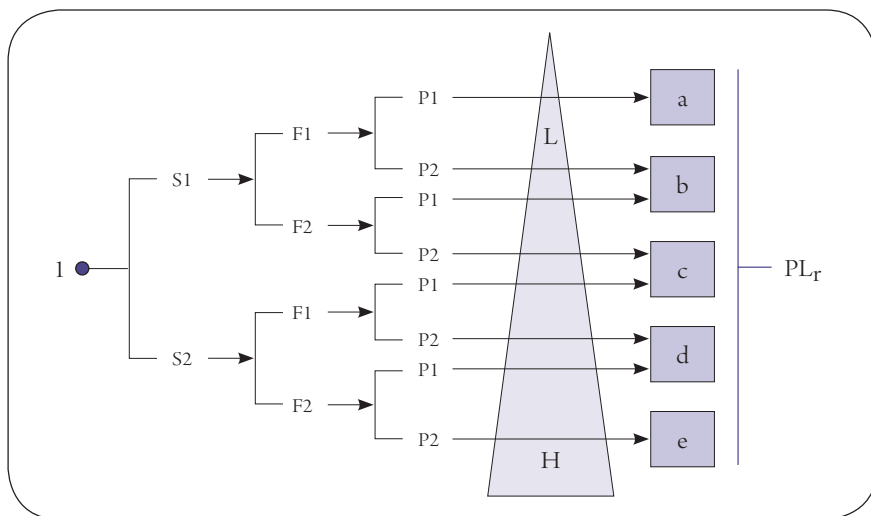 P1 a
F1 L
P2 b
S1 P1
F2
P2 c
1 P1 PLr
F1
P2 d
S2 P1
F2
P2 H e